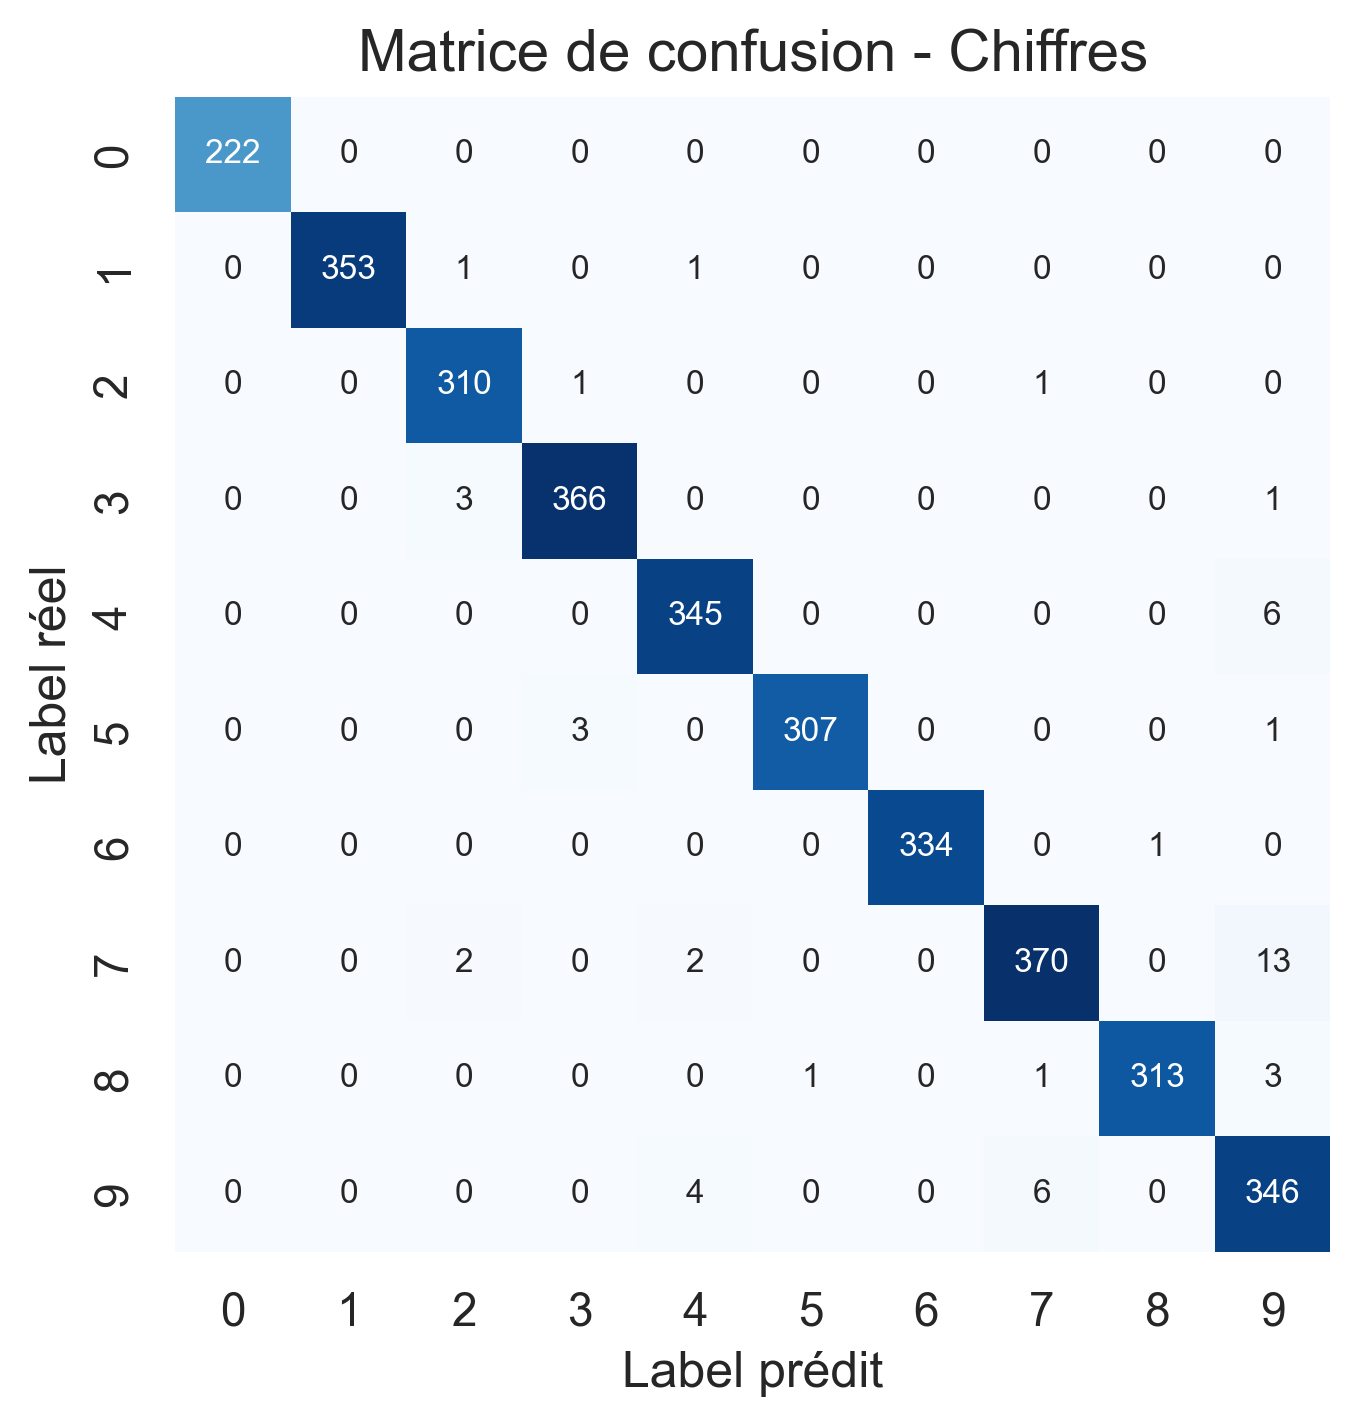 Matrice de confusion - Chiffres
0 222 0 0 0 0 0 0 0 0 0
1 0 353 1 0 1 0 0 0 0 0
2 0 0 310 1 0 0 0 1 0 0
3 0 0 3 366 0 0 0 0 0 1
4 0 0 0 0 345 0 0 0 0 6
5 0 0 0 3 0 307 0 0 0 1
6 0 0 0 0 0 0 334 0 1 0
7 0 0 2 0 2 0 0 370 0 13
8 0 0 0 0 0 1 0 1 313 3
9 0 0 0 0 4 0 0 6 0 346
0 1 2 3 4 5 6 7 8 9
Label prédit
Label réel